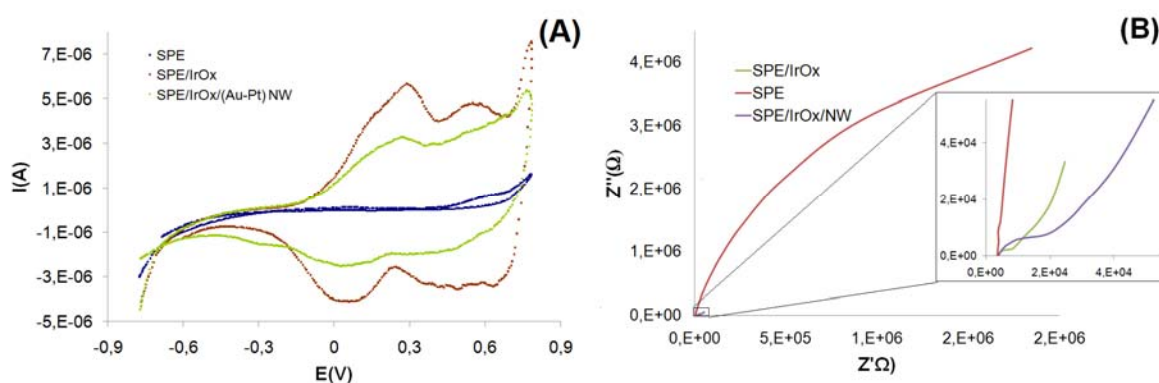 (A)
SPE
SPE/IrOx
SPE/IrOx/(Au-Pt) NW
I(A)
7,E-06
5,E-06
3,E-06
1,E-06
-1,E-06
-3,E-06
-5,E-06
-0,9
-0,6
-0,3
0
0,3
0,6
0,9
E(V)
(B)
SPE/IrOx
SPE
SPE/IrOx/NW
Z''(Ω)
4,E+06
3,E+06
2,E+06
1,E+06
0,E+00
0,E+00
5,E+05
1,E+06
2,E+06
2,E+06
Z'Ω)
4,E+04
2,E+04
0,E+00
0,E+00
2,E+04
4,E+04